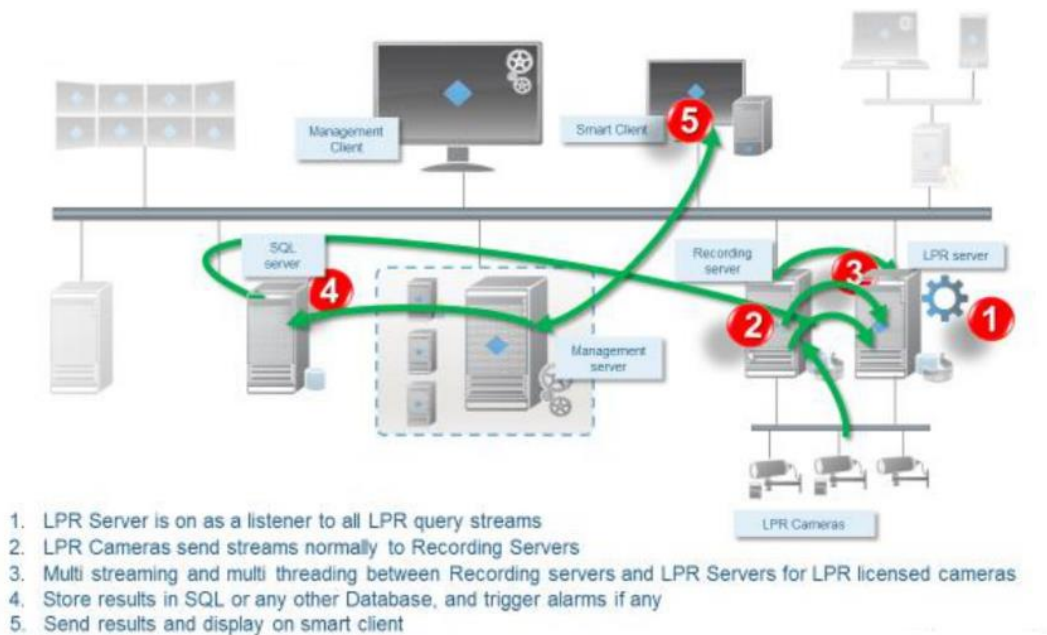 Management
Client
Smart Client
5
SQL
server
Recording
server
LPR server
4
3
2
1
Management
server
LPR Cameras
1. LPR Server is on as a listener to all LPR query streams
2. LPR Cameras send streams normally to Recording Servers
3. Multi streaming and multi threading between Recording servers and LPR Servers for LPR licensed cameras
4. Store results in SQL or any other Database, and trigger alarms if any
5. Send results and display on smart client